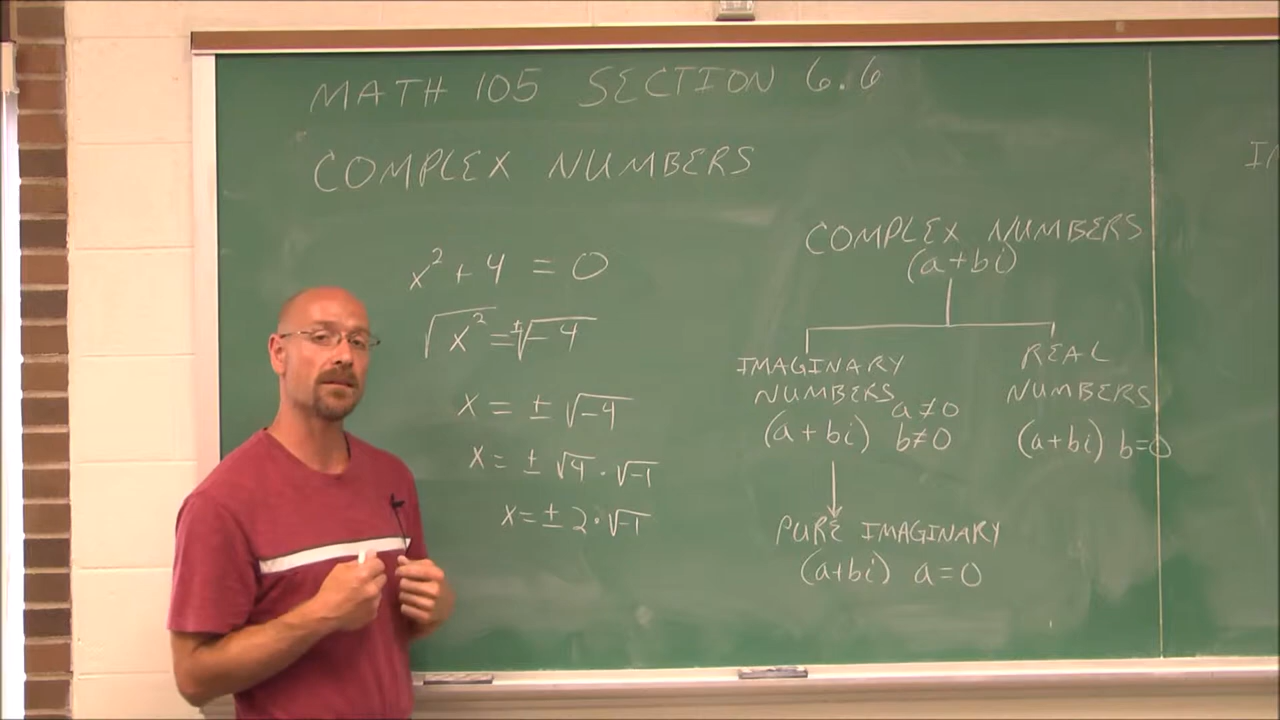 MATH 105 SECTION 6.6
COMPLEX NUMBERS
x² + 4 = 0
√x² = ±√-4
x = ± √-4
x = ± √4 · √-1
x = ± 2 · √-1
COMPLEX NUMBERS
(a+bi)
IMAGINARY
NUMBERS
a≠0
(a+bi) b≠0
REAL
NUMBERS
(a+bi) b=0
PURE IMAGINARY
(a+bi) a=0